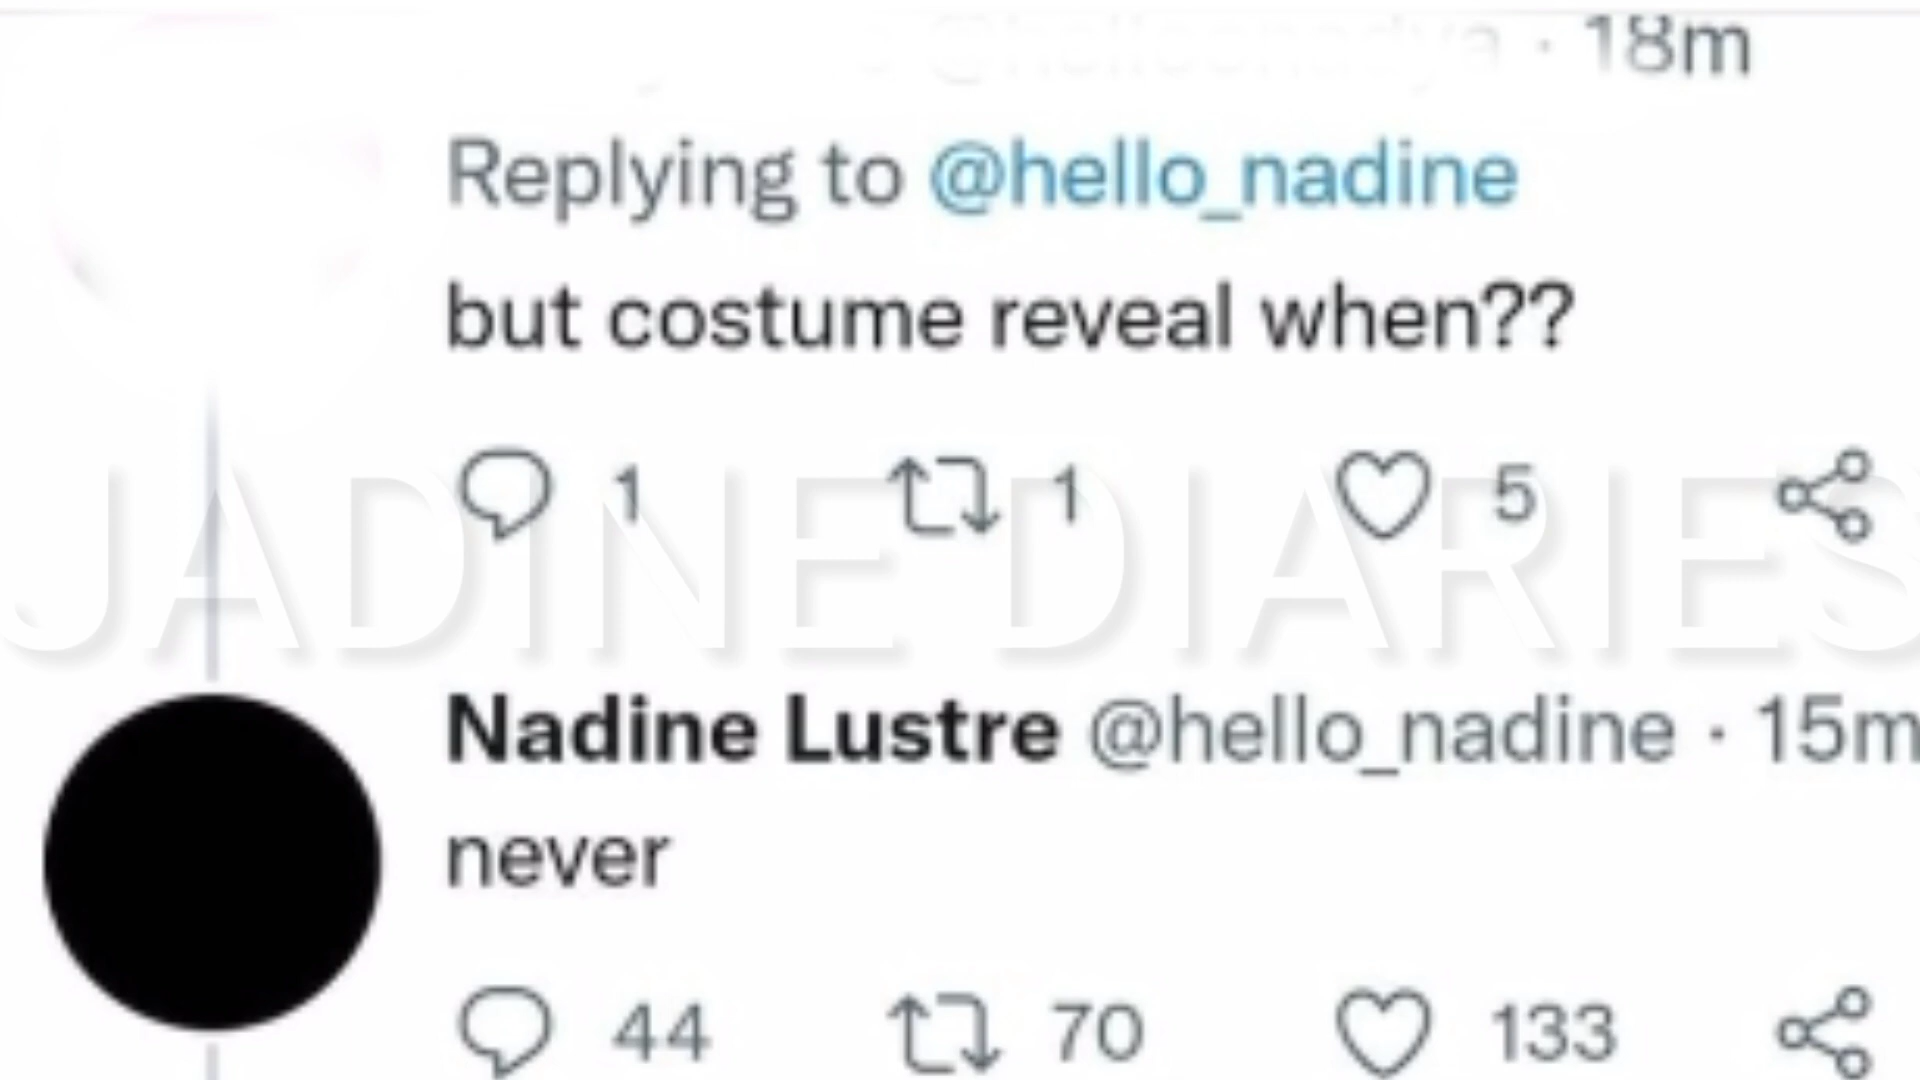 · 18m
Replying to @hello_nadine
but costume reveal when??
1 1 5
JADINE DIARIES
Nadine Lustre @hello_nadine · 15m
never
44 70 133